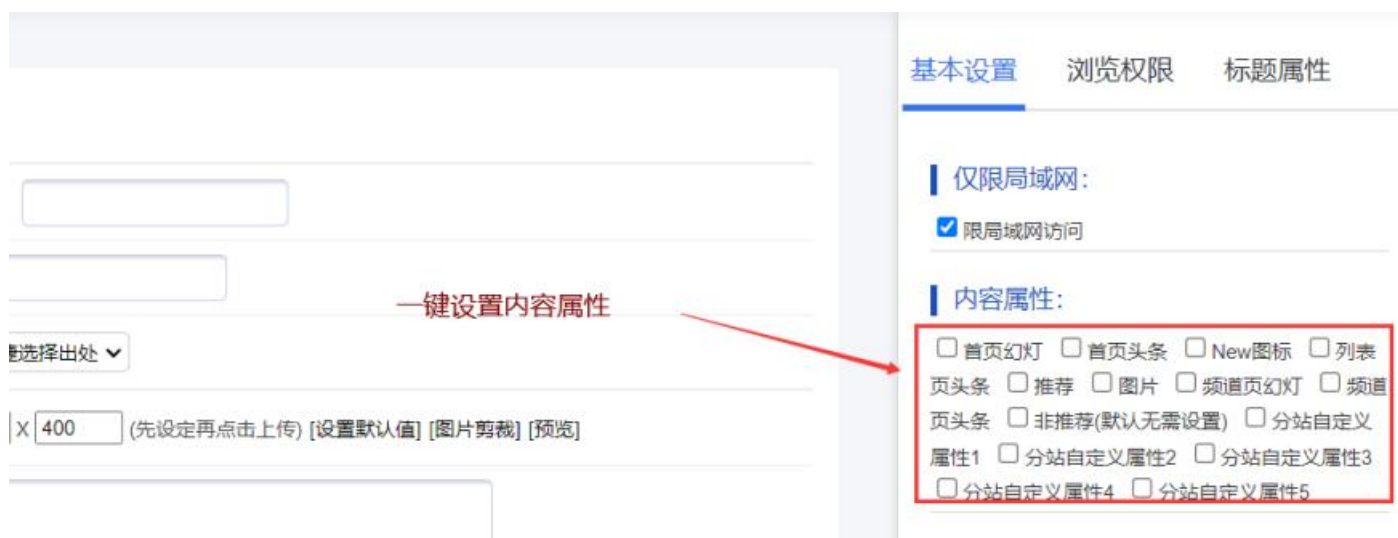 基本设置 浏览权限 标题属性
仅限局域网:
限局域网访问
一键设置内容属性
内容属性:
首页幻灯 首页头条 New图标 列表
页头条 推荐 图片 频道页幻灯 频道
页头条 非推荐(默认无需设置) 分站自定义
属性1 分站自定义属性2 分站自定义属性3
分站自定义属性4 分站自定义属性5
选择出处
X 400 (先设定再点击上传) [设置默认值] [图片剪裁] [预览]